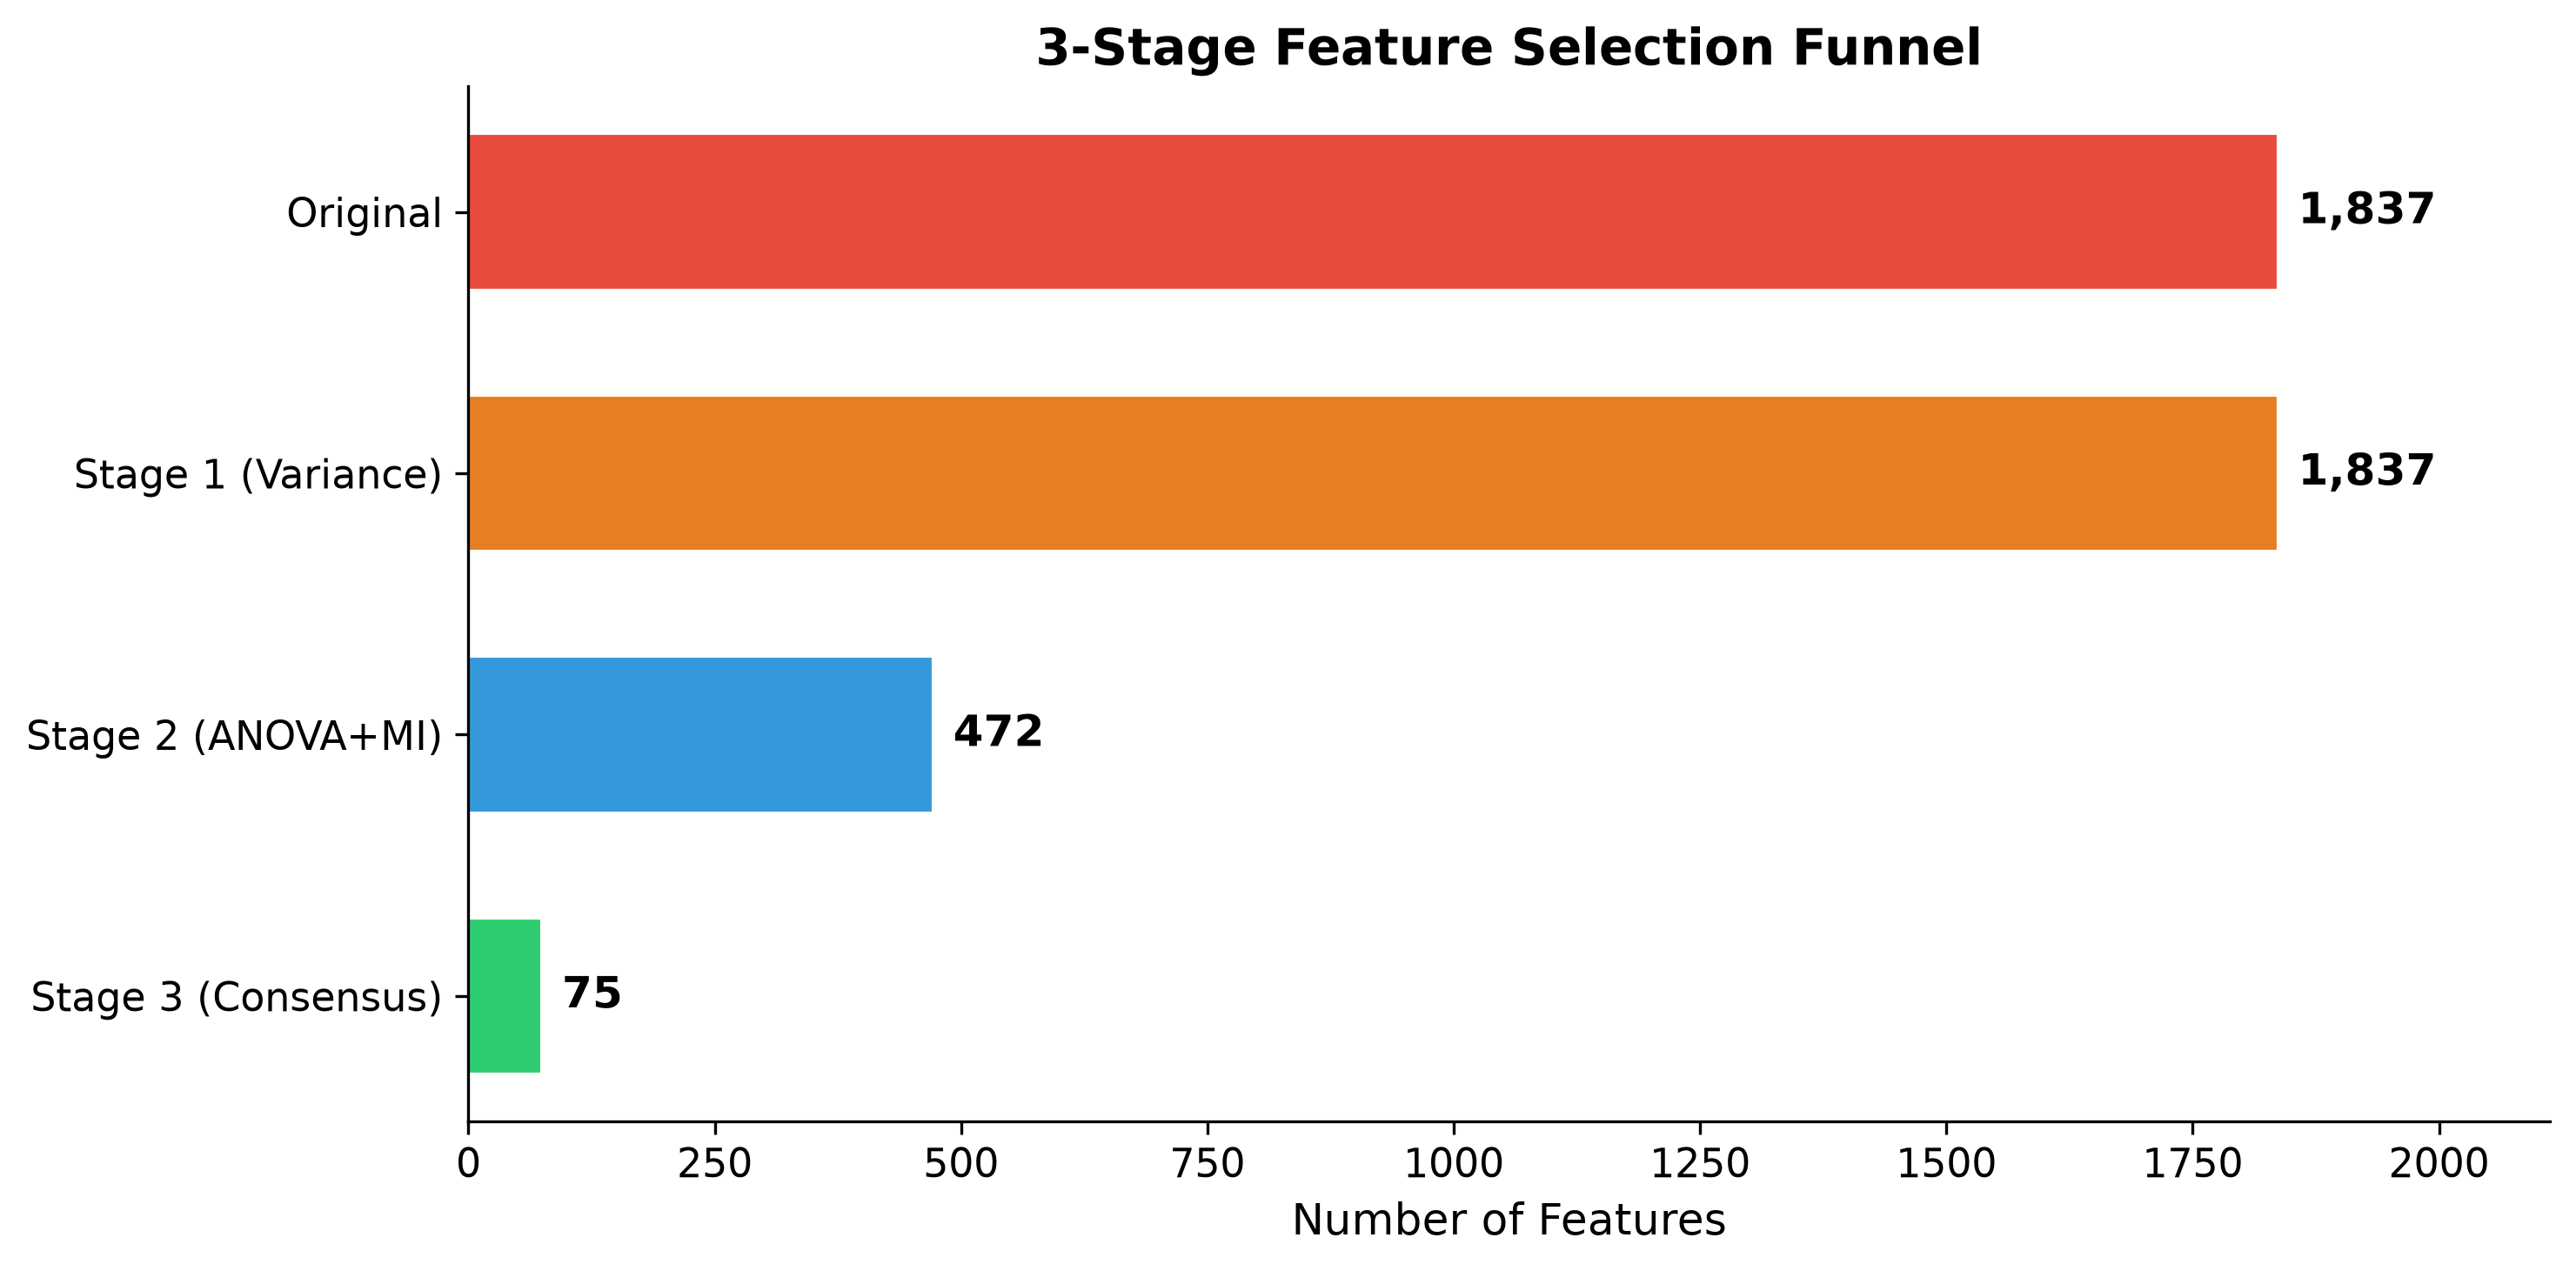 3-Stage Feature Selection Funnel
Original
1,837
Stage 1 (Variance)
1,837
Stage 2 (ANOVA+MI)
472
Stage 3 (Consensus)
75
0 250 500 750 1000 1250 1500 1750 2000
Number of Features